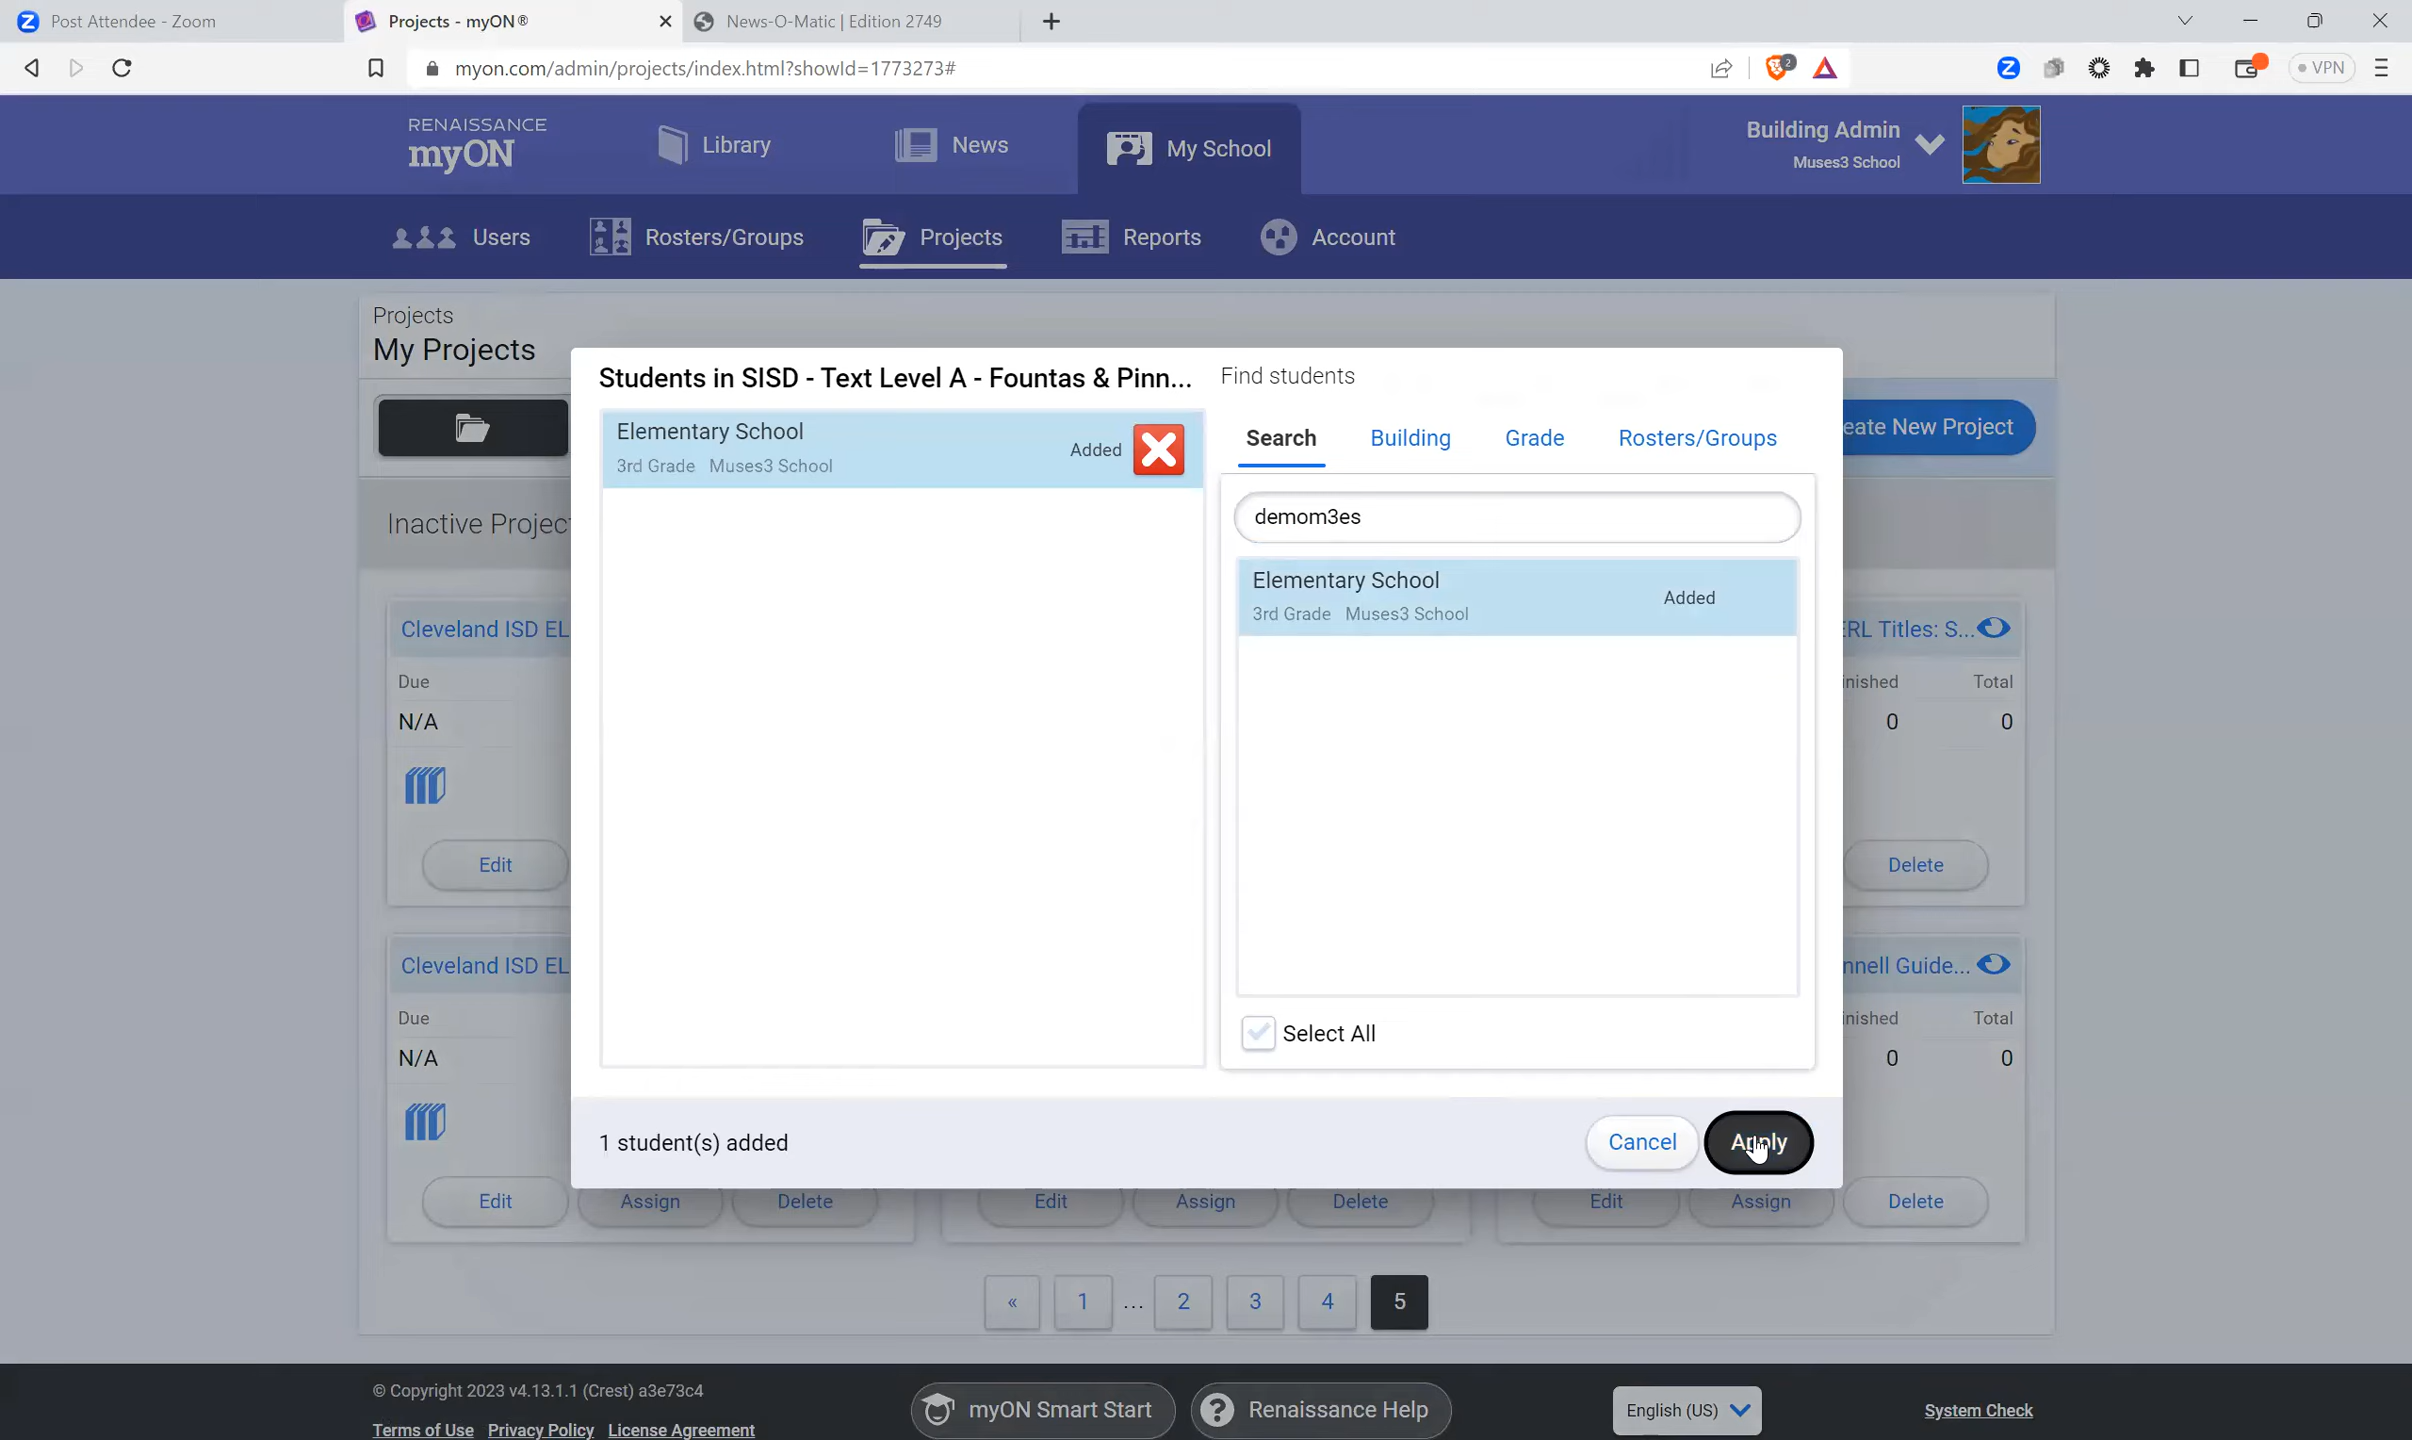 Post Attendee - Zoom
Projects - myON®
News-O-Matic | Edition 2749
myon.com/admin/projects/index.html?showId=1773273#
2
VPN
RENAISSANCE
myON
Library
News
My School
Building Admin
Muses3 School
Users
Rosters/Groups
Projects
Reports
Account
Projects
My Projects
Students in SISD - Text Level A - Fountas & Pinn...
Find students
eate New Project
Elementary School
3rd Grade Muses3 School
Added
Search
Building
Grade
Rosters/Groups
demom3es
Inactive Projec
Elementary School
3rd Grade Muses3 School
Added
Cleveland ISD EL
ERL Titles: S...
Due
inished
Total
N/A
0
0
Edit
Delete
Cleveland ISD EL
nnell Guide...
Due
inished
Total
N/A
0
0
Select All
1 student(s) added
Cancel
Apply
Edit
Assign
Delete
Edit
Assign
Delete
Edit
Assign
Delete
«
1
...
2
3
4
5
© Copyright 2023 v4.13.1.1 (Crest) a3e73c4
Terms of Use Privacy Policy License Agreement
myON Smart Start
Renaissance Help
English (US)
System Check